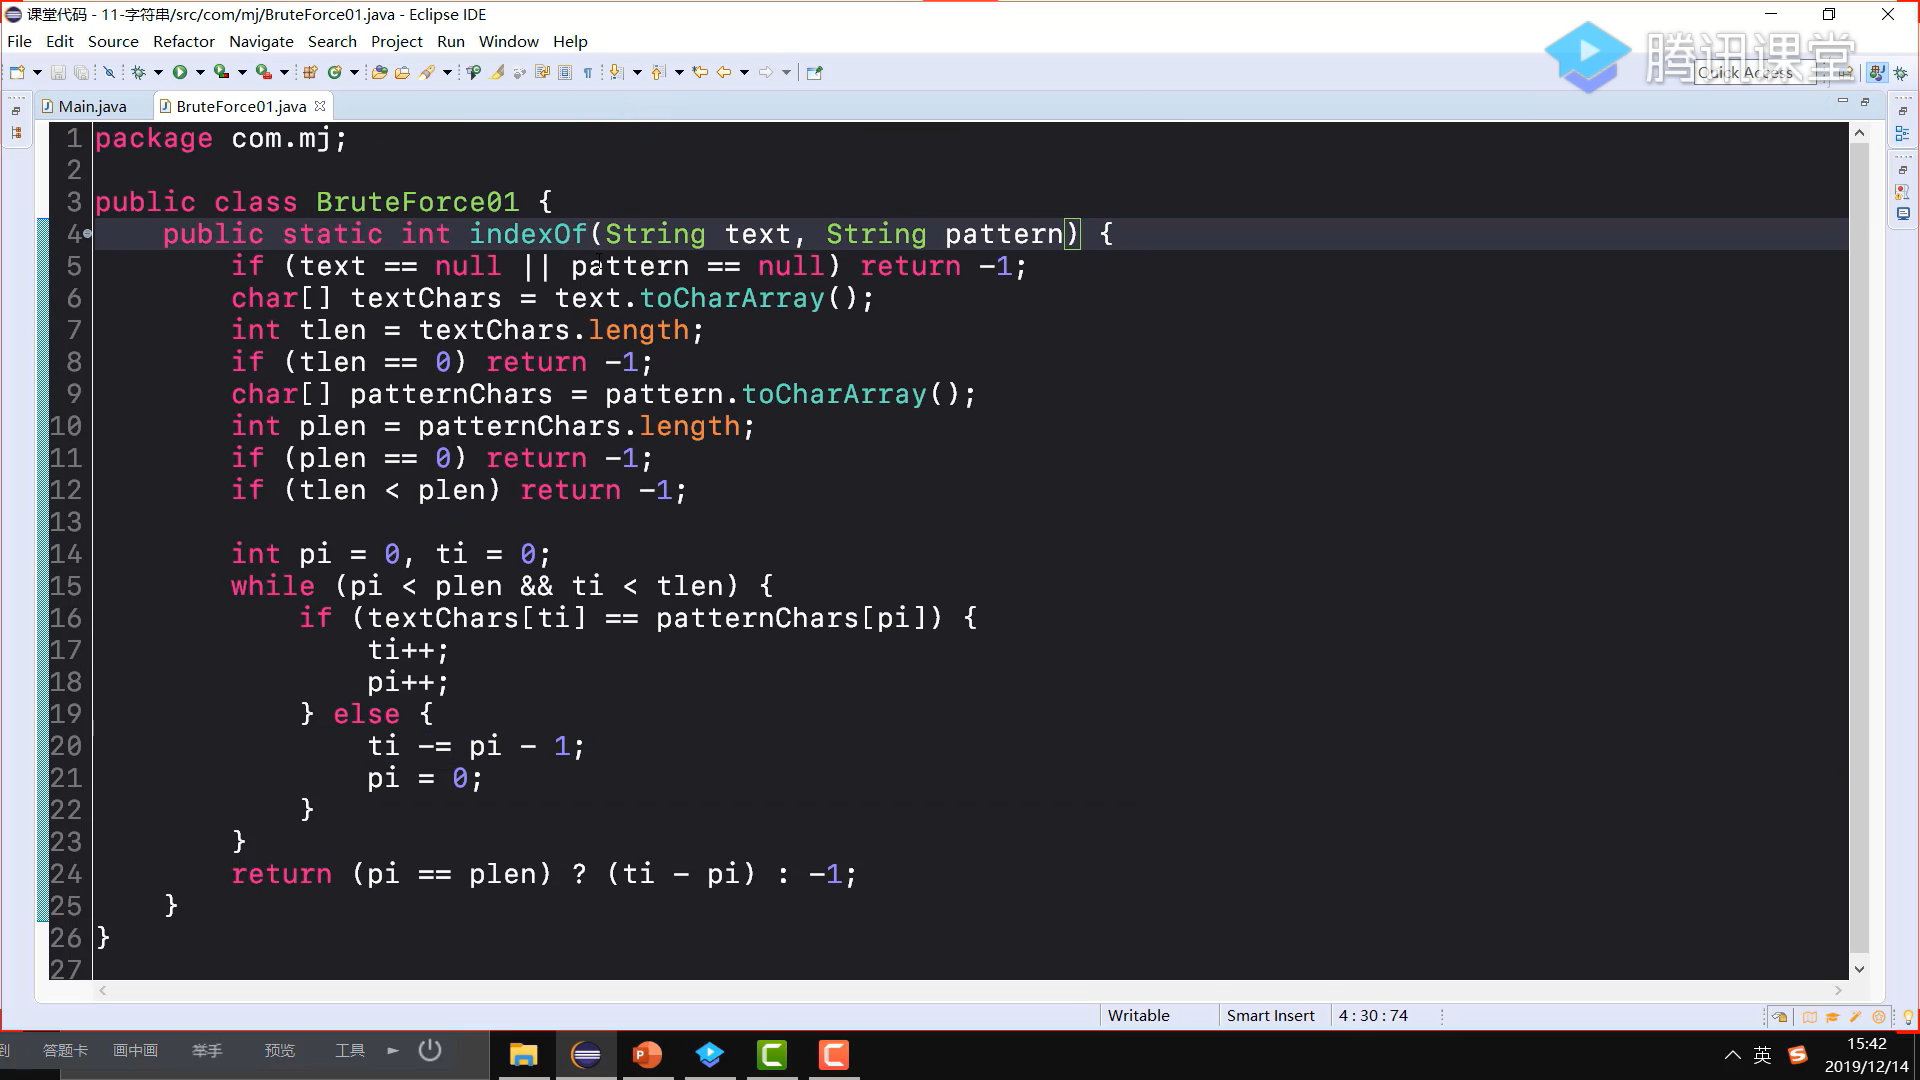 课堂代码 - 11-字符串/src/com/mj/BruteForce01.java - Eclipse IDE
File Edit Source Refactor Navigate Search Project Run Window Help
腾讯课堂
Quick Access
Main.java BruteForce01.java
1 package com.mj;
2
3 public class BruteForce01 {
4 public static int indexOf(String text, String pattern) {
5 if (text == null || pattern == null) return -1;
6 char[] textChars = text.toCharArray();
7 int tlen = textChars.length;
8 if (tlen == 0) return -1;
9 char[] patternChars = pattern.toCharArray();
10 int plen = patternChars.length;
11 if (plen == 0) return -1;
12 if (tlen < plen) return -1;
13
14 int pi = 0, ti = 0;
15 while (pi < plen && ti < tlen) {
16 if (textChars[ti] == patternChars[pi]) {
17 ti++;
18 pi++;
19 } else {
20 ti -= pi - 1;
21 pi = 0;
22 }
23 }
24 return (pi == plen) ? (ti - pi) : -1;
25 }
26 }
27
Writable Smart Insert 4 : 30 : 74
到 答题卡 画中画 举手 预览 工具
英
15:42
2019/12/14